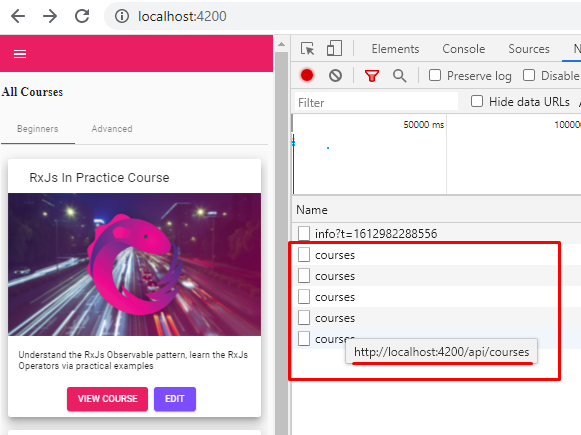 localhost:4200
Elements Console Sources N
Preserve log Disable
All Courses
Filter Hide data URLs
Beginners Advanced
50000 ms 10000
RxJs In Practice Course
Name
info?t=1612982288556
courses
courses
courses
courses
courses
http://localhost:4200/api/courses
Understand the RxJs Observable pattern, learn the RxJs
Operators via practical examples
VIEW COURSE EDIT